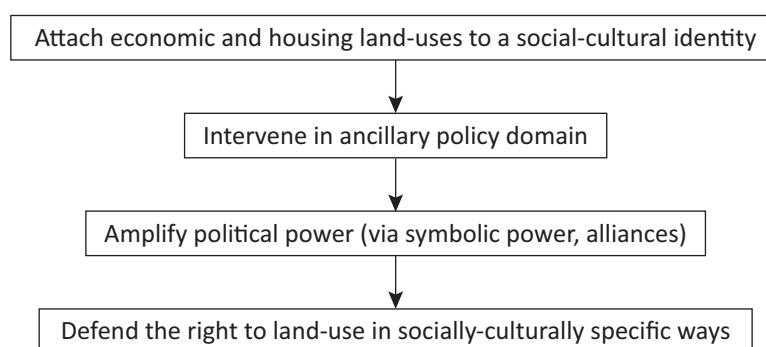 Attach economic and housing land-uses to a social-cultural identity
Intervene in ancillary policy domain
Amplify political power (via symbolic power, alliances)
Defend the right to land-use in socially-culturally specific ways